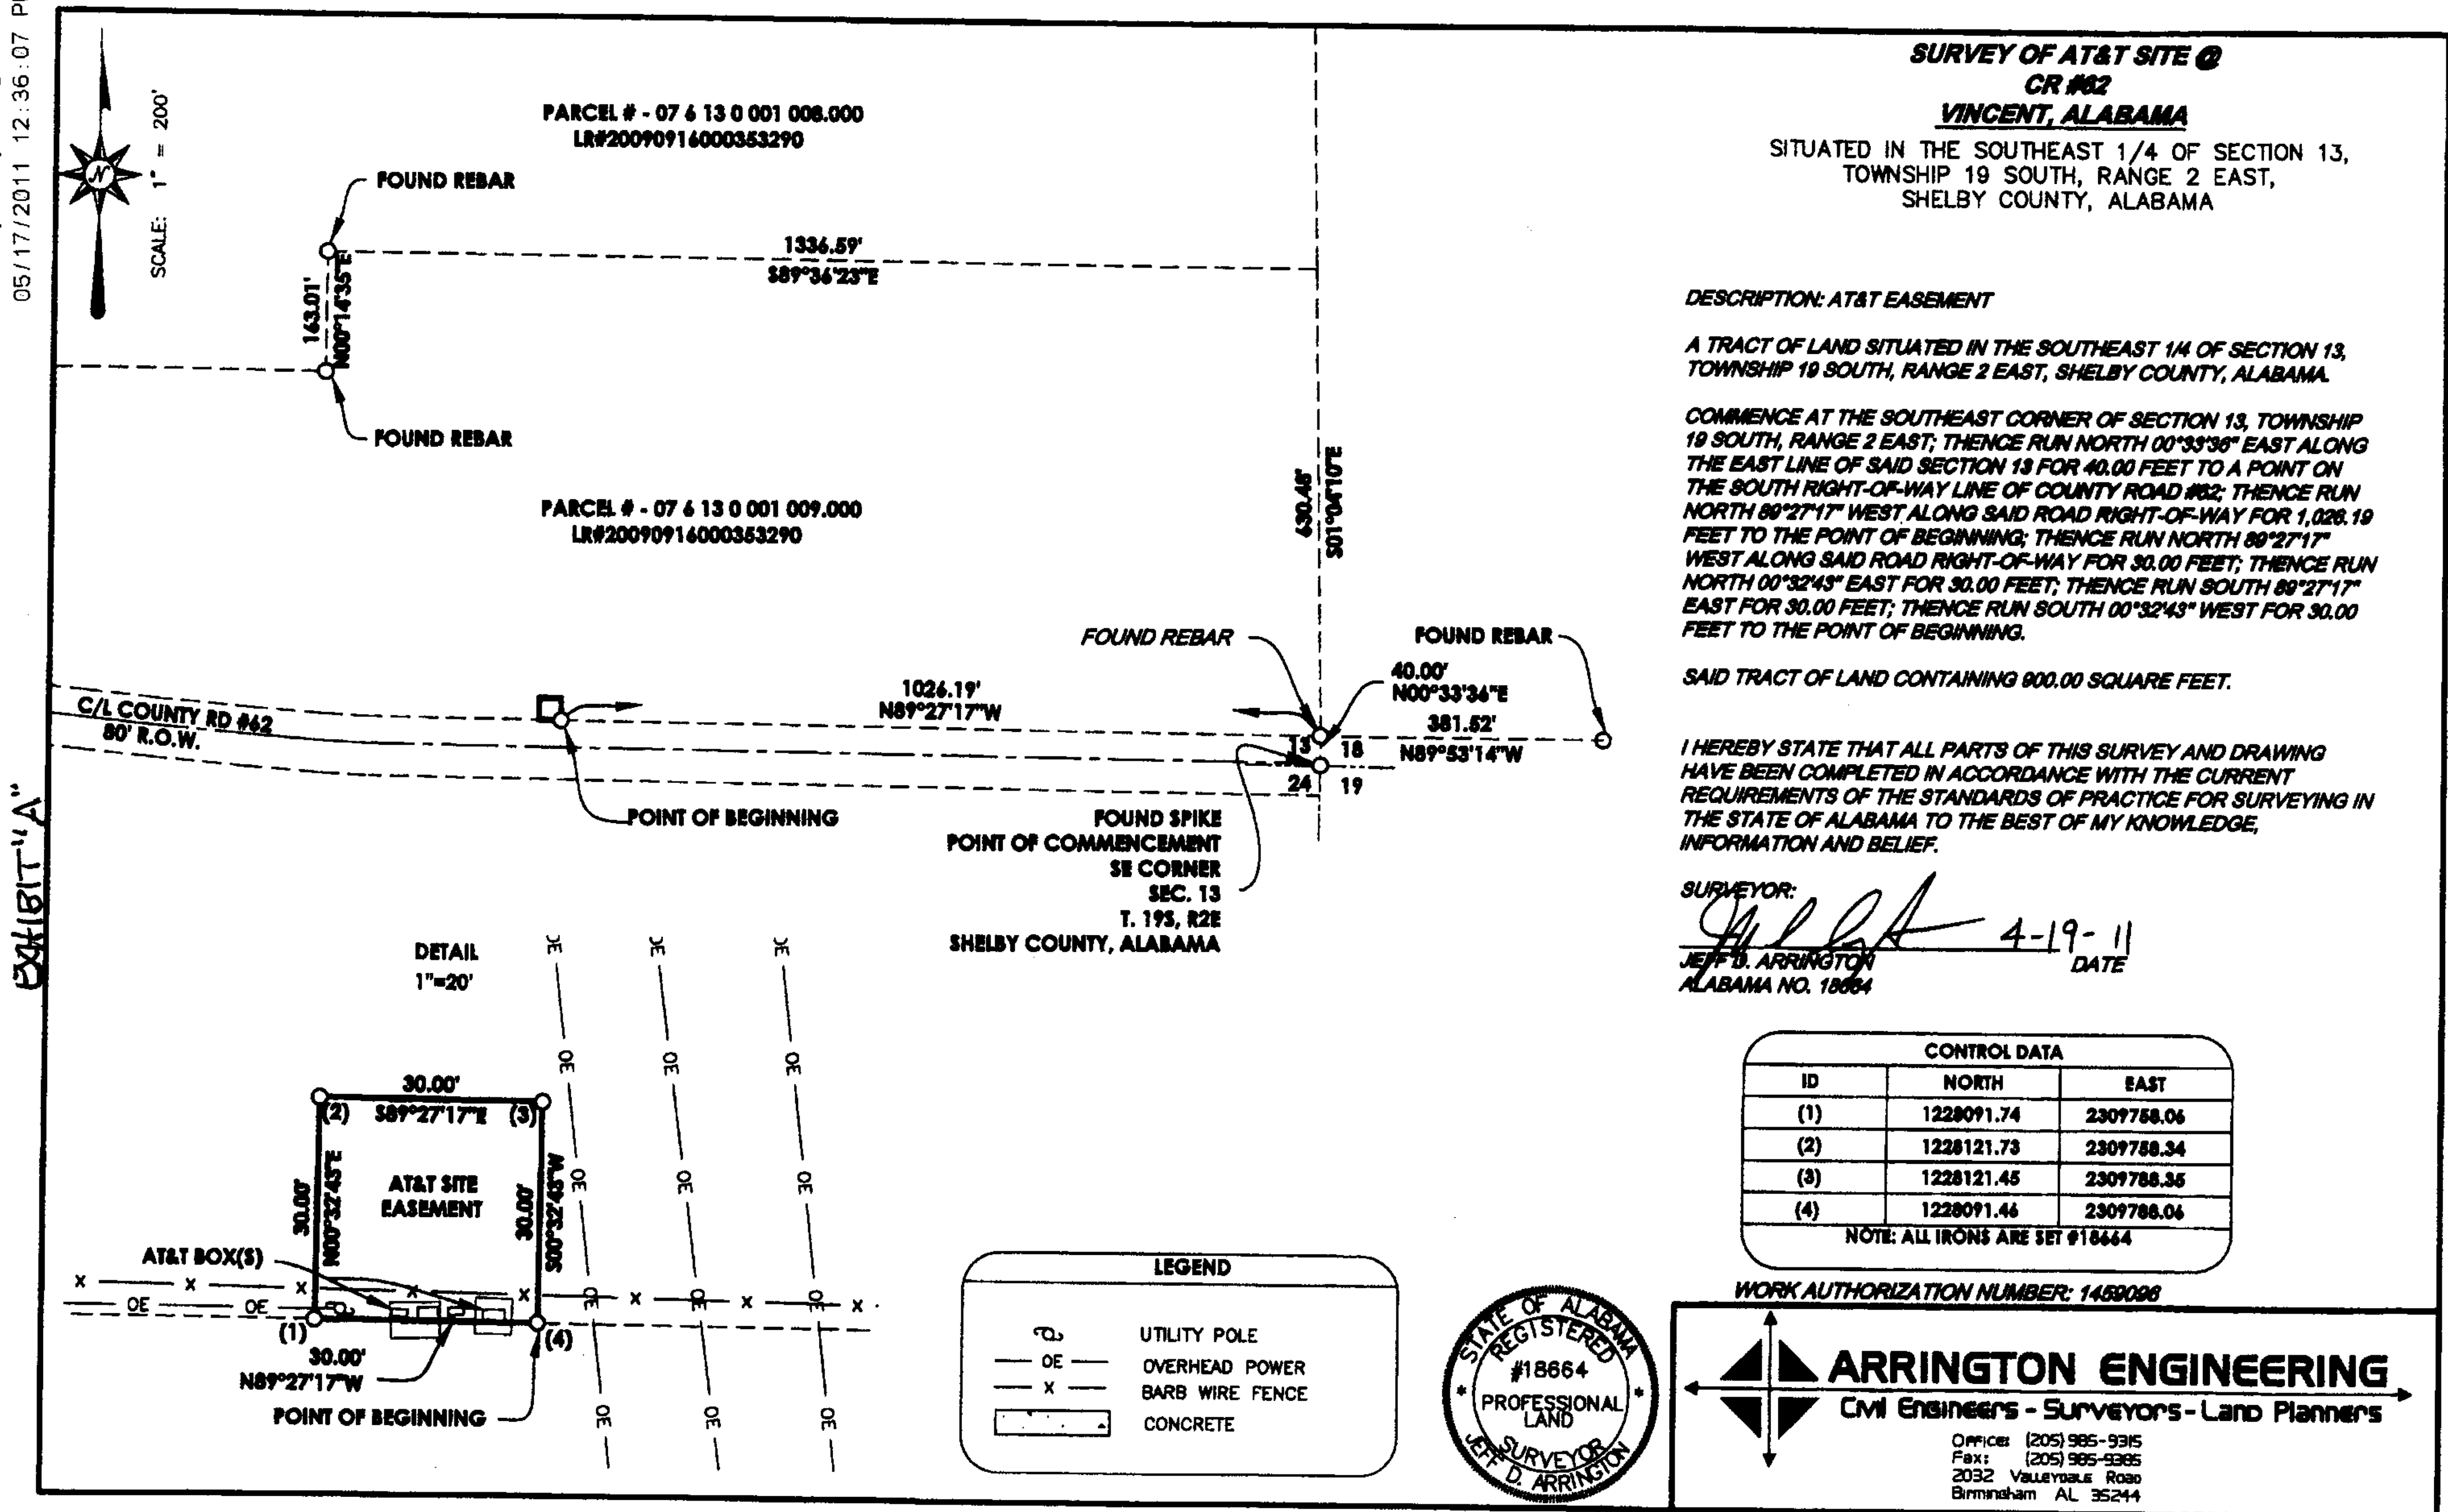 05/17/2011 12:36:07
EXHIBIT "A"
SCALE: 1" = 200'
N
PARCEL # - 07 6 13 0 001 008.000
LR#20090916000353290
FOUND REBAR
1336.59'
S89°36'23"E
163.01'
N00°14'35"E
FOUND REBAR
PARCEL # - 07 6 13 0 001 009.000
LR#20090916000353290
630.48'
S01°04'10"E
FOUND REBAR
FOUND REBAR
40.00'
N00°33'36"E
381.52'
N89°53'14"W
1026.19'
N89°27'17"W
C/L COUNTY RD #62
80' R.O.W.
13
18
24
19
POINT OF BEGINNING
FOUND SPIKE
POINT OF COMMENCEMENT
SE CORNER
SEC. 13
T. 19S, R2E
SHELBY COUNTY, ALABAMA
DETAIL
1"=20'
OE OE OE
OE OE OE
OE OE OE
OE OE OE
OE OE OE
30.00'
(2) S89°27'17"E (3)
30.00'
N00°32'43"E
AT&T SITE
EASEMENT
30.00'
S00°32'43"W
AT&T BOX(S)
X X X X X X X X
OE OE
(1)
(4)
30.00'
N89°27'17"W
POINT OF BEGINNING
LEGEND
UTILITY POLE
OE OVERHEAD POWER
X BARB WIRE FENCE
CONCRETE
STATE OF ALABAMA
REGISTERED
#18664
PROFESSIONAL
LAND
SURVEYOR
JEFF D. ARRINGTON
SURVEY OF AT&T SITE @
CR #62
VINCENT, ALABAMA
SITUATED IN THE SOUTHEAST 1/4 OF SECTION 13,
TOWNSHIP 19 SOUTH, RANGE 2 EAST,
SHELBY COUNTY, ALABAMA
DESCRIPTION: AT&T EASEMENT
A TRACT OF LAND SITUATED IN THE SOUTHEAST 1/4 OF SECTION 13,
TOWNSHIP 19 SOUTH, RANGE 2 EAST, SHELBY COUNTY, ALABAMA.
COMMENCE AT THE SOUTHEAST CORNER OF SECTION 13, TOWNSHIP
19 SOUTH, RANGE 2 EAST; THENCE RUN NORTH 00°33'36" EAST ALONG
THE EAST LINE OF SAID SECTION 13 FOR 40.00 FEET TO A POINT ON
THE SOUTH RIGHT-OF-WAY LINE OF COUNTY ROAD #62; THENCE RUN
NORTH 89°27'17" WEST ALONG SAID ROAD RIGHT-OF-WAY FOR 1,026.19
FEET TO THE POINT OF BEGINNING; THENCE RUN NORTH 89°27'17"
WEST ALONG SAID ROAD RIGHT-OF-WAY FOR 30.00 FEET; THENCE RUN
NORTH 00°32'43" EAST FOR 30.00 FEET; THENCE RUN SOUTH 89°27'17"
EAST FOR 30.00 FEET; THENCE RUN SOUTH 00°32'43" WEST FOR 30.00
FEET TO THE POINT OF BEGINNING.
SAID TRACT OF LAND CONTAINING 900.00 SQUARE FEET.
I HEREBY STATE THAT ALL PARTS OF THIS SURVEY AND DRAWING
HAVE BEEN COMPLETED IN ACCORDANCE WITH THE CURRENT
REQUIREMENTS OF THE STANDARDS OF PRACTICE FOR SURVEYING IN
THE STATE OF ALABAMA TO THE BEST OF MY KNOWLEDGE,
INFORMATION AND BELIEF.
SURVEYOR:
4-19-11
JEFF D. ARRINGTON DATE
ALABAMA NO. 18664
CONTROL DATA
ID NORTH EAST
(1) 1228091.74 2309758.06
(2) 1228121.73 2309758.34
(3) 1228121.45 2309788.35
(4) 1228091.46 2309788.06
NOTE: ALL IRONS ARE SET #18664
WORK AUTHORIZATION NUMBER: 1459096
ARRINGTON ENGINEERING
Civil Engineers - Surveyors - Land Planners
Office: (205) 985-9315
Fax: (205) 985-9385
2032 Valleydale Road
Birmingham AL 35244